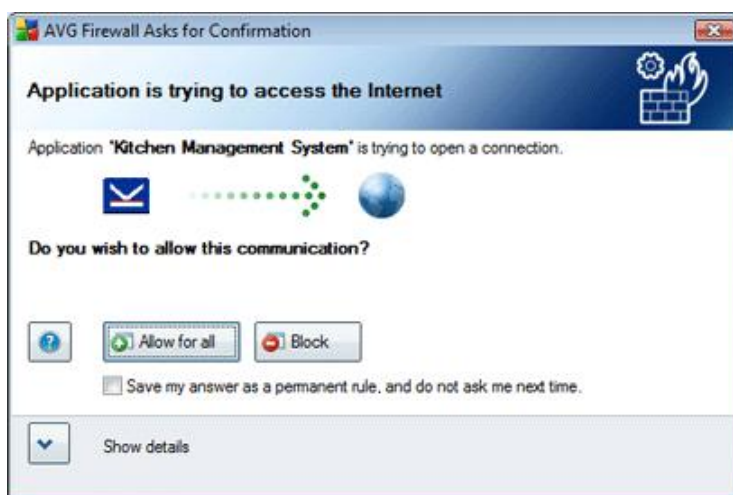 AVG Firewall Asks for Confirmation
Application is trying to access the Internet
Application "Kitchen Management System" is trying to open a connection.
Do you wish to allow this communication?
Allow for all Block
Save my answer as a permanent rule, and do not ask me next time.
Show details